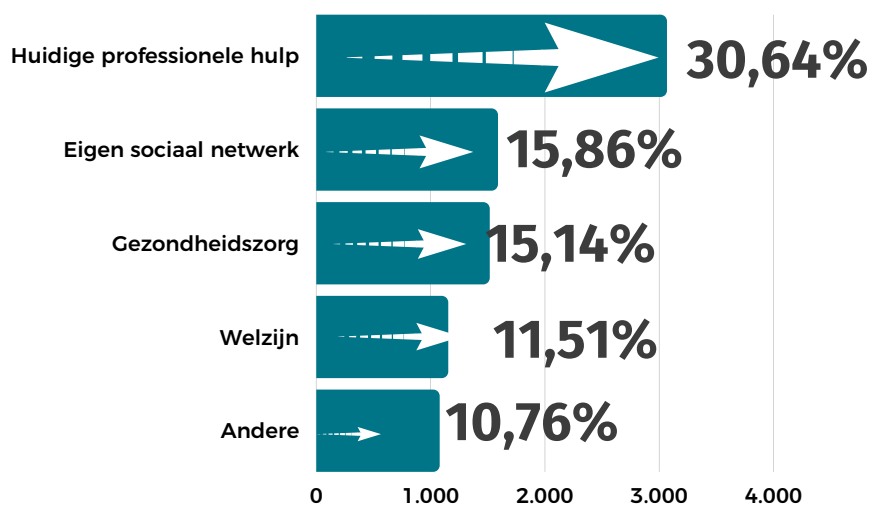 Huidige professionele hulp 30,64%
Eigen sociaal netwerk 15,86%
Gezondheidszorg 15,14%
Welzijn 11,51%
Andere 10,76%
0 1.000 2.000 3.000 4.000